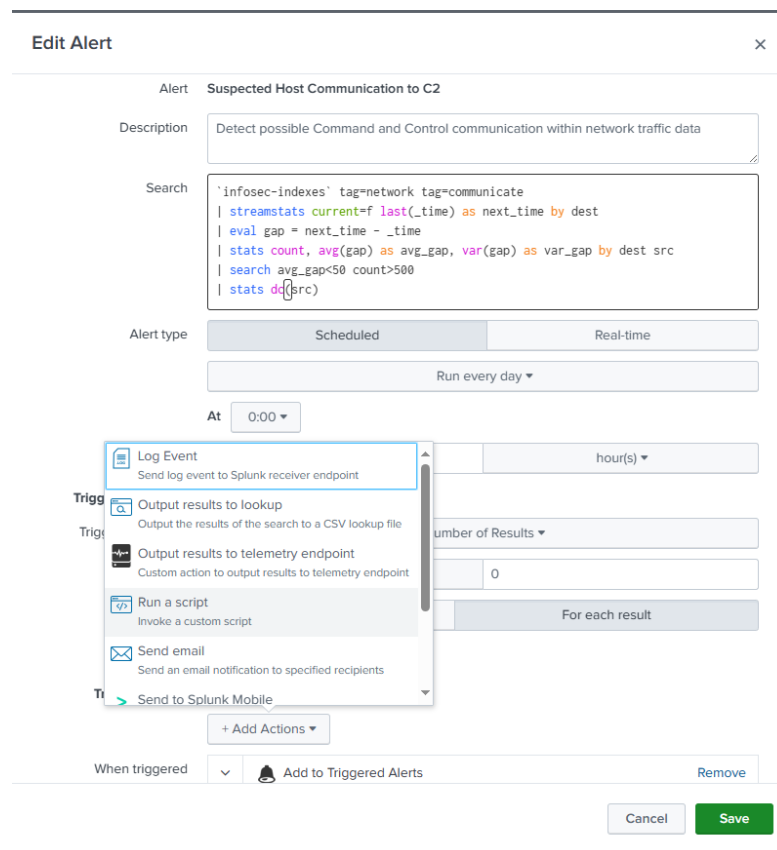 Edit Alert
×
Alert Suspected Host Communication to C2
Description Detect possible Command and Control communication within network traffic data
Search `infosec-indexes` tag=network tag=communicate
| streamstats current=f last(_time) as next_time by dest
| eval gap = next_time - _time
| stats count, avg(gap) as avg_gap, var(gap) as var_gap by dest src
| search avg_gap<50 count>500
| stats dc(src)
Alert type Scheduled Real-time
Run every day
At 0:00
hour(s)
Log Event
Send log event to Splunk receiver endpoint
Trigg
Output results to lookup
Output the results of the search to a CSV lookup file
Trigg
umber of Results
Output results to telemetry endpoint
Custom action to output results to telemetry endpoint
0
Run a script
Invoke a custom script
For each result
Send email
Send an email notification to specified recipients
Tr
Send to Splunk Mobile
+ Add Actions
When triggered Add to Triggered Alerts Remove
Cancel Save